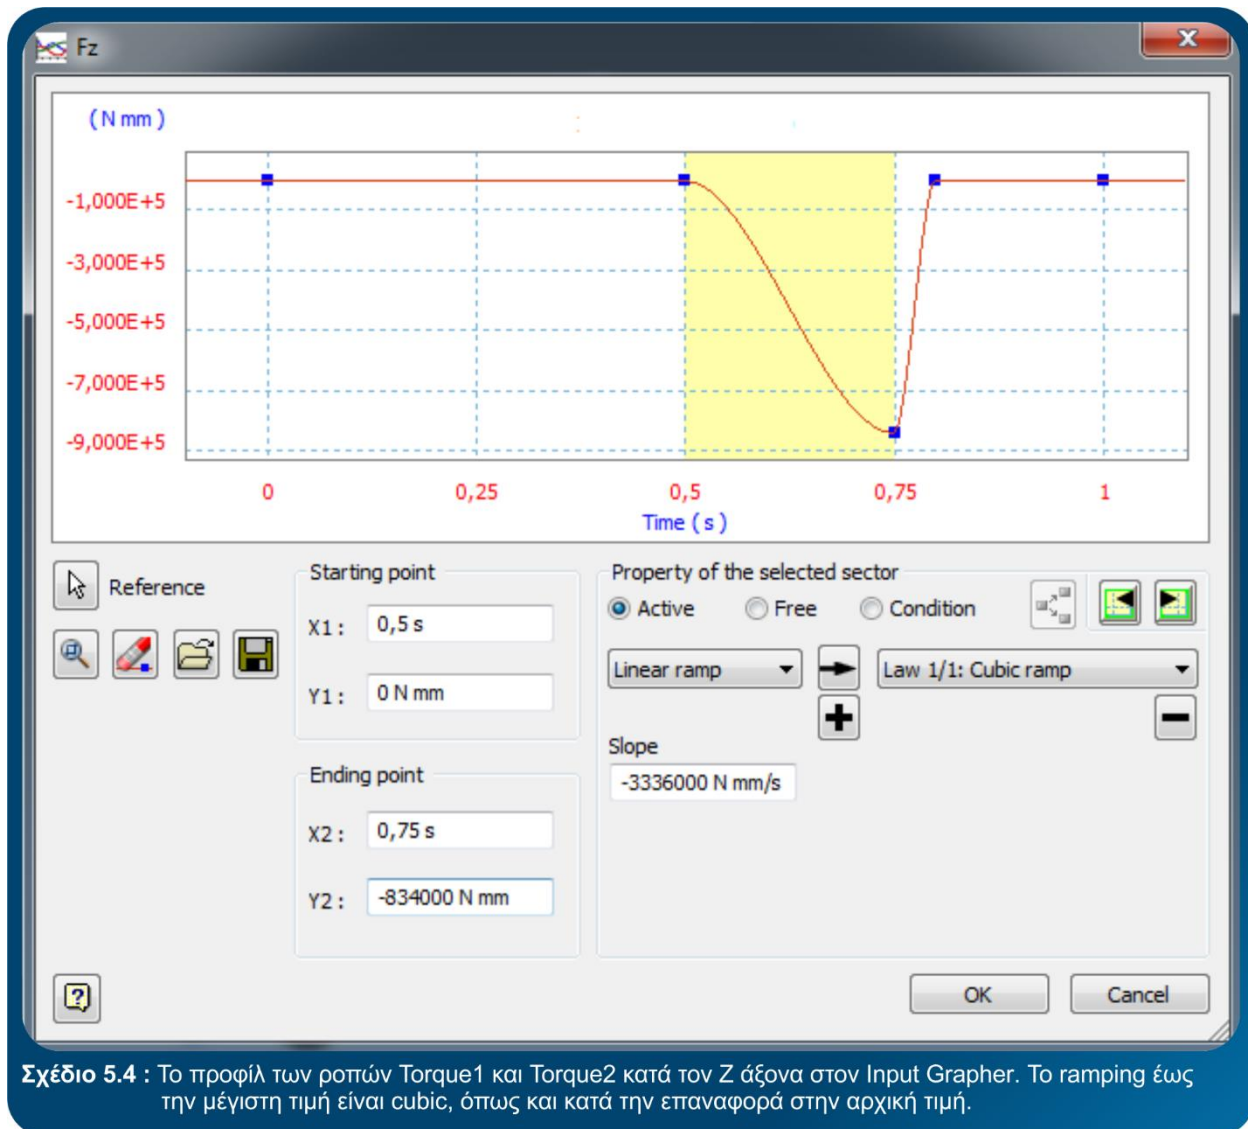 Fz
(N mm)
-1,000E+5
-3,000E+5
-5,000E+5
-7,000E+5
-9,000E+5
0 0,25 0,5 0,75 1
Time (s)
Reference
Starting point
X1: 0,5 s
Y1: 0 N mm
Ending point
X2: 0,75 s
Y2: -834000 N mm
Property of the selected sector
Active Free Condition
Linear ramp Law 1/1: Cubic ramp
Slope
-3336000 N mm/s
OK Cancel
Σχέδιο 5.4 : Το προφίλ των ροπών Torque1 και Torque2 κατά τον Ζ άξονα στον Input Grapher. Το ramping έως
την μέγιστη τιμή είναι cubic, όπως και κατά την επαναφορά στην αρχική τιμή.